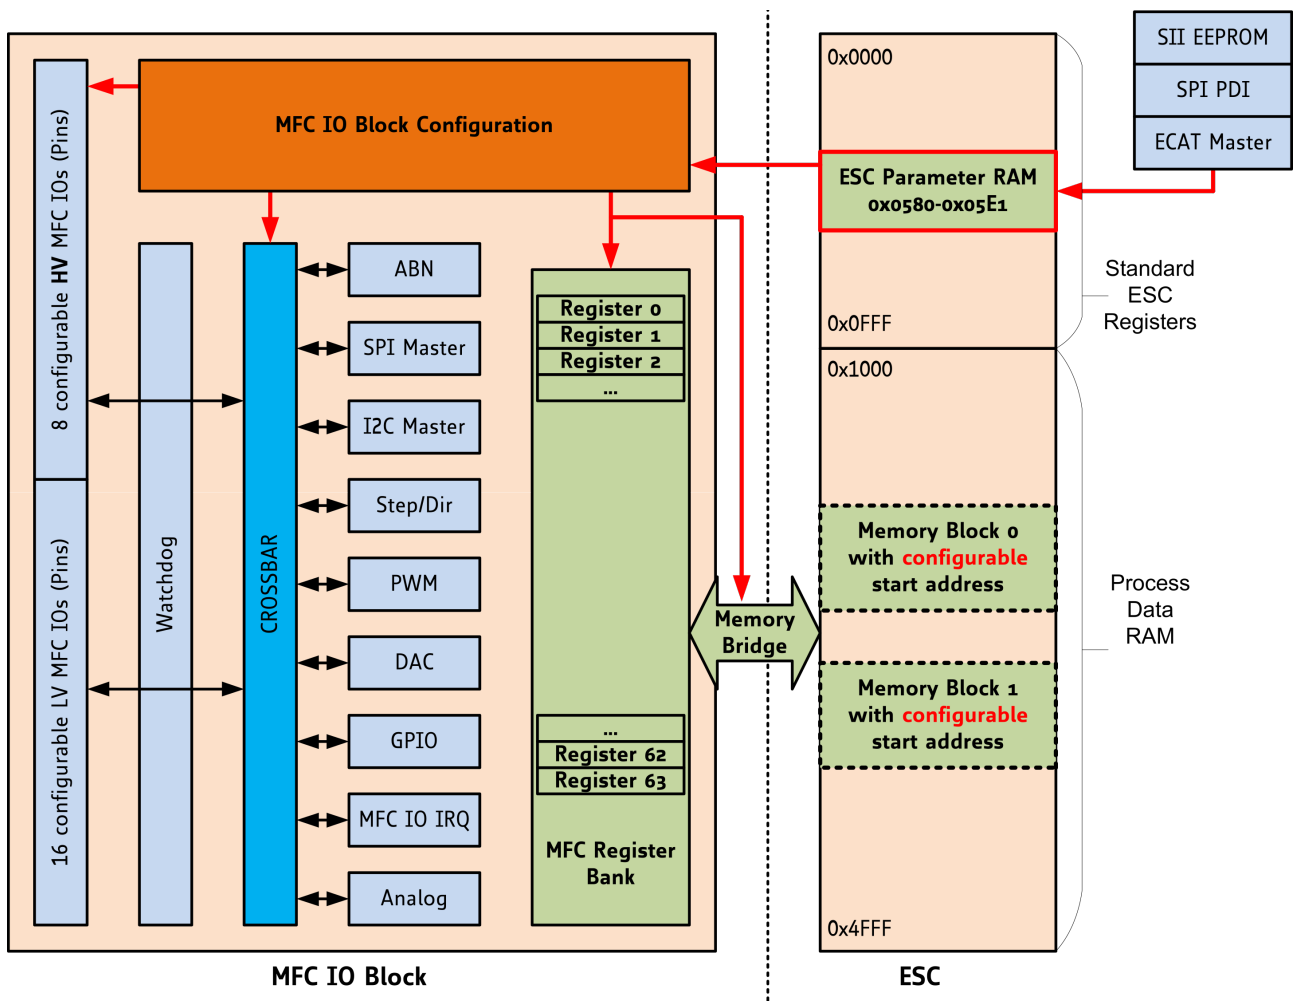 SII EEPROM
SPI PDI
ECAT Master
0x0000
MFC IO Block Configuration
ESC Parameter RAM
0x0580-0x05E1
8 configurable HV MFC IOs (Pins)
16 configurable LV MFC IOs (Pins)
Watchdog
CROSSBAR
ABN
SPI Master
I2C Master
Step/Dir
PWM
DAC
GPIO
MFC IO IRQ
Analog
Register 0
Register 1
Register 2
...
...
Register 62
Register 63
MFC Register
Bank
Memory
Bridge
0x0FFF
0x1000
Memory Block 0
with configurable
start address
Memory Block 1
with configurable
start address
0x4FFF
Standard
ESC
Registers
Process
Data
RAM
MFC IO Block
ESC